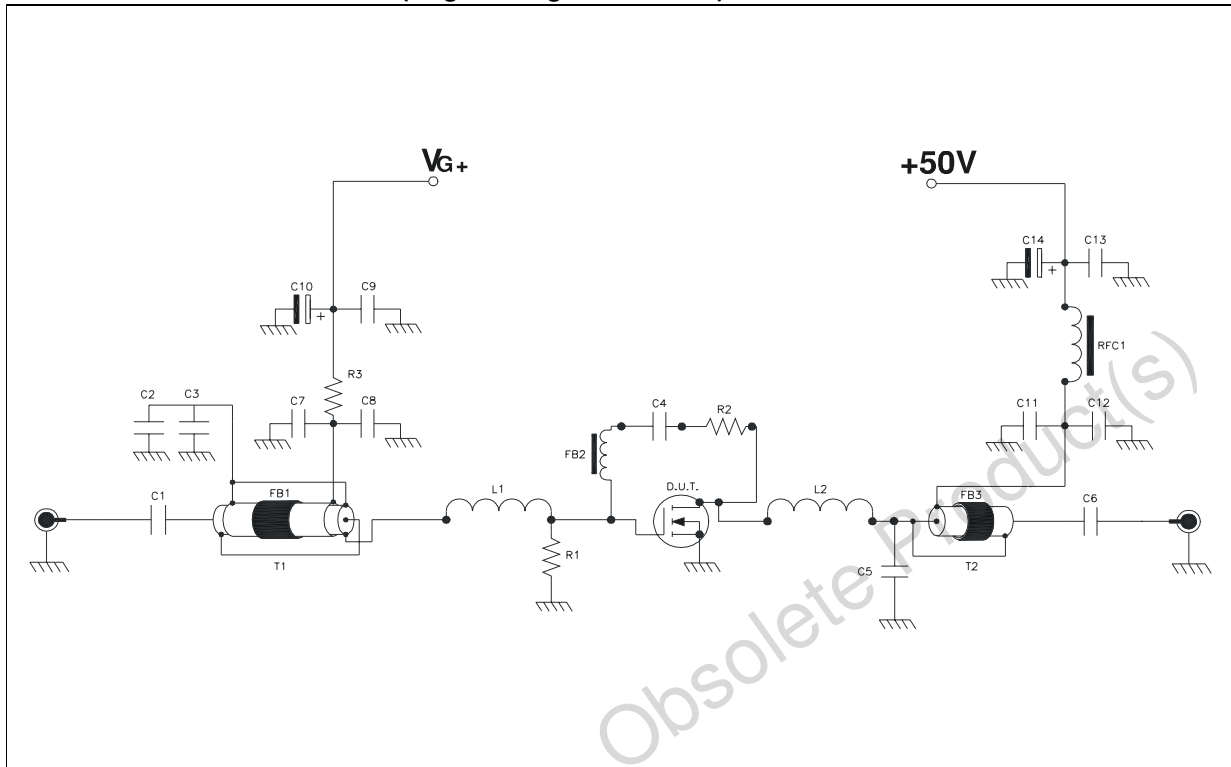 VG+
+50V
C14
C13
C10
C9
+
+
RFC1
R3
C2
C3
C7
C8
C4
R2
C11
C12
FB2
FB1
D.U.T.
L1
L2
FB3
C1
C6
R1
C5
T1
T2
Obsolete Product(s)